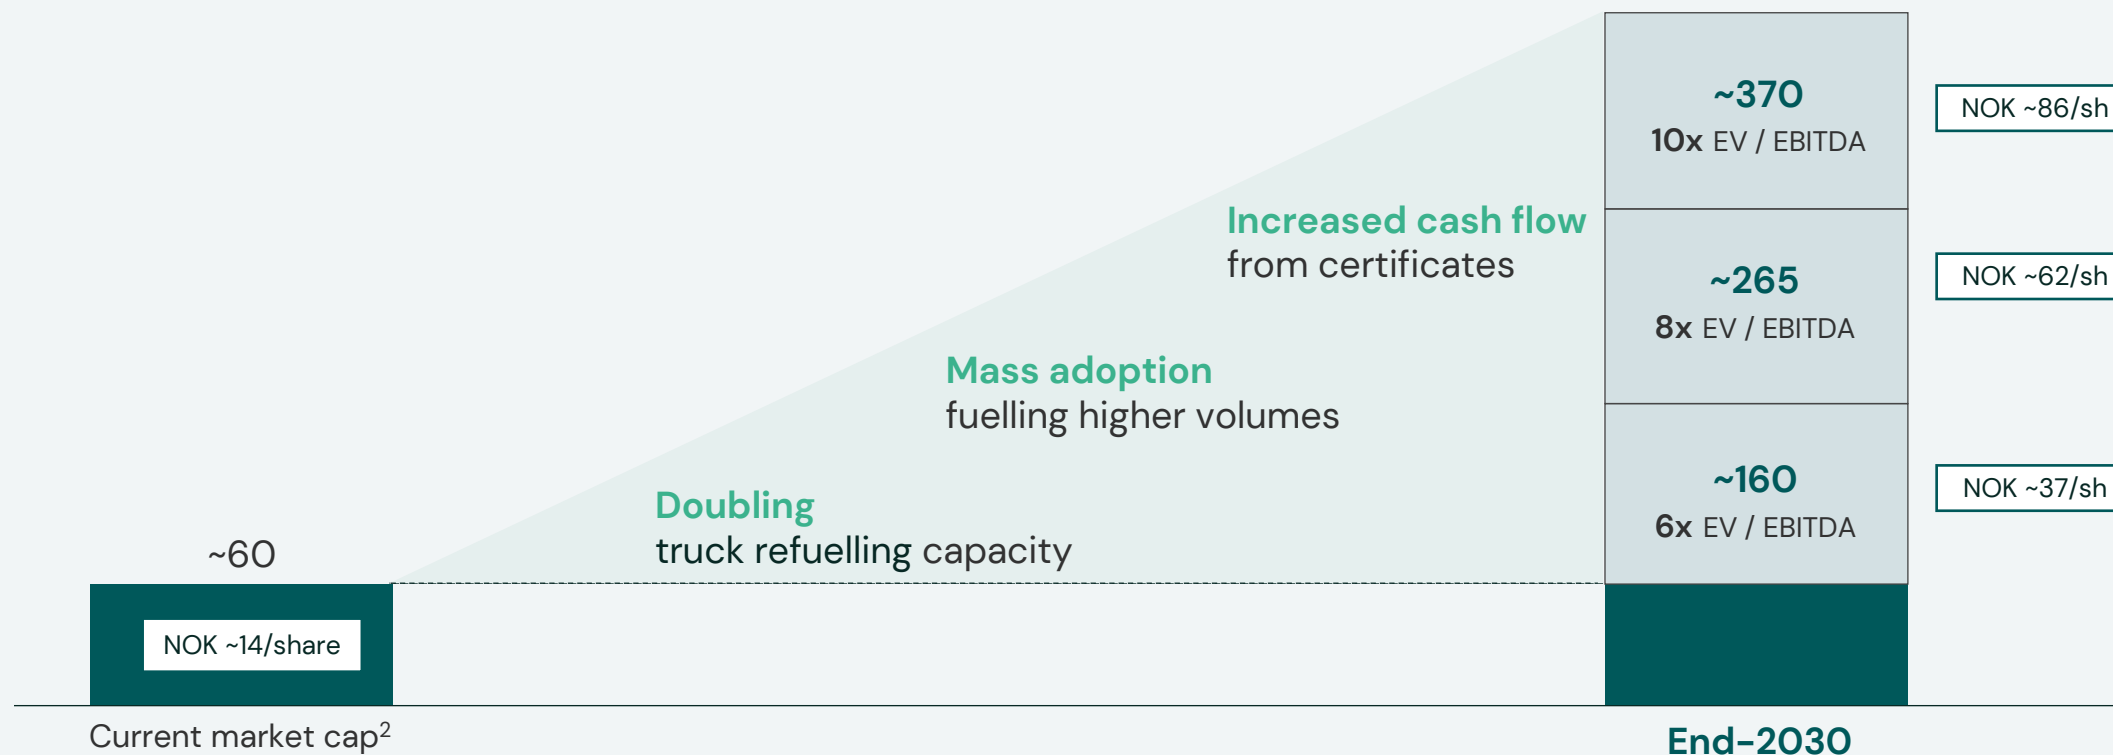 ~370
10x EV / EBITDA
NOK ~86/sh
Increased cash flow
from certificates
~265
8x EV / EBITDA
NOK ~62/sh
Mass adoption
fuelling higher volumes
~160
6x EV / EBITDA
NOK ~37/sh
Doubling
truck refuelling capacity
~60
NOK ~14/share
Current market cap²
End-2030